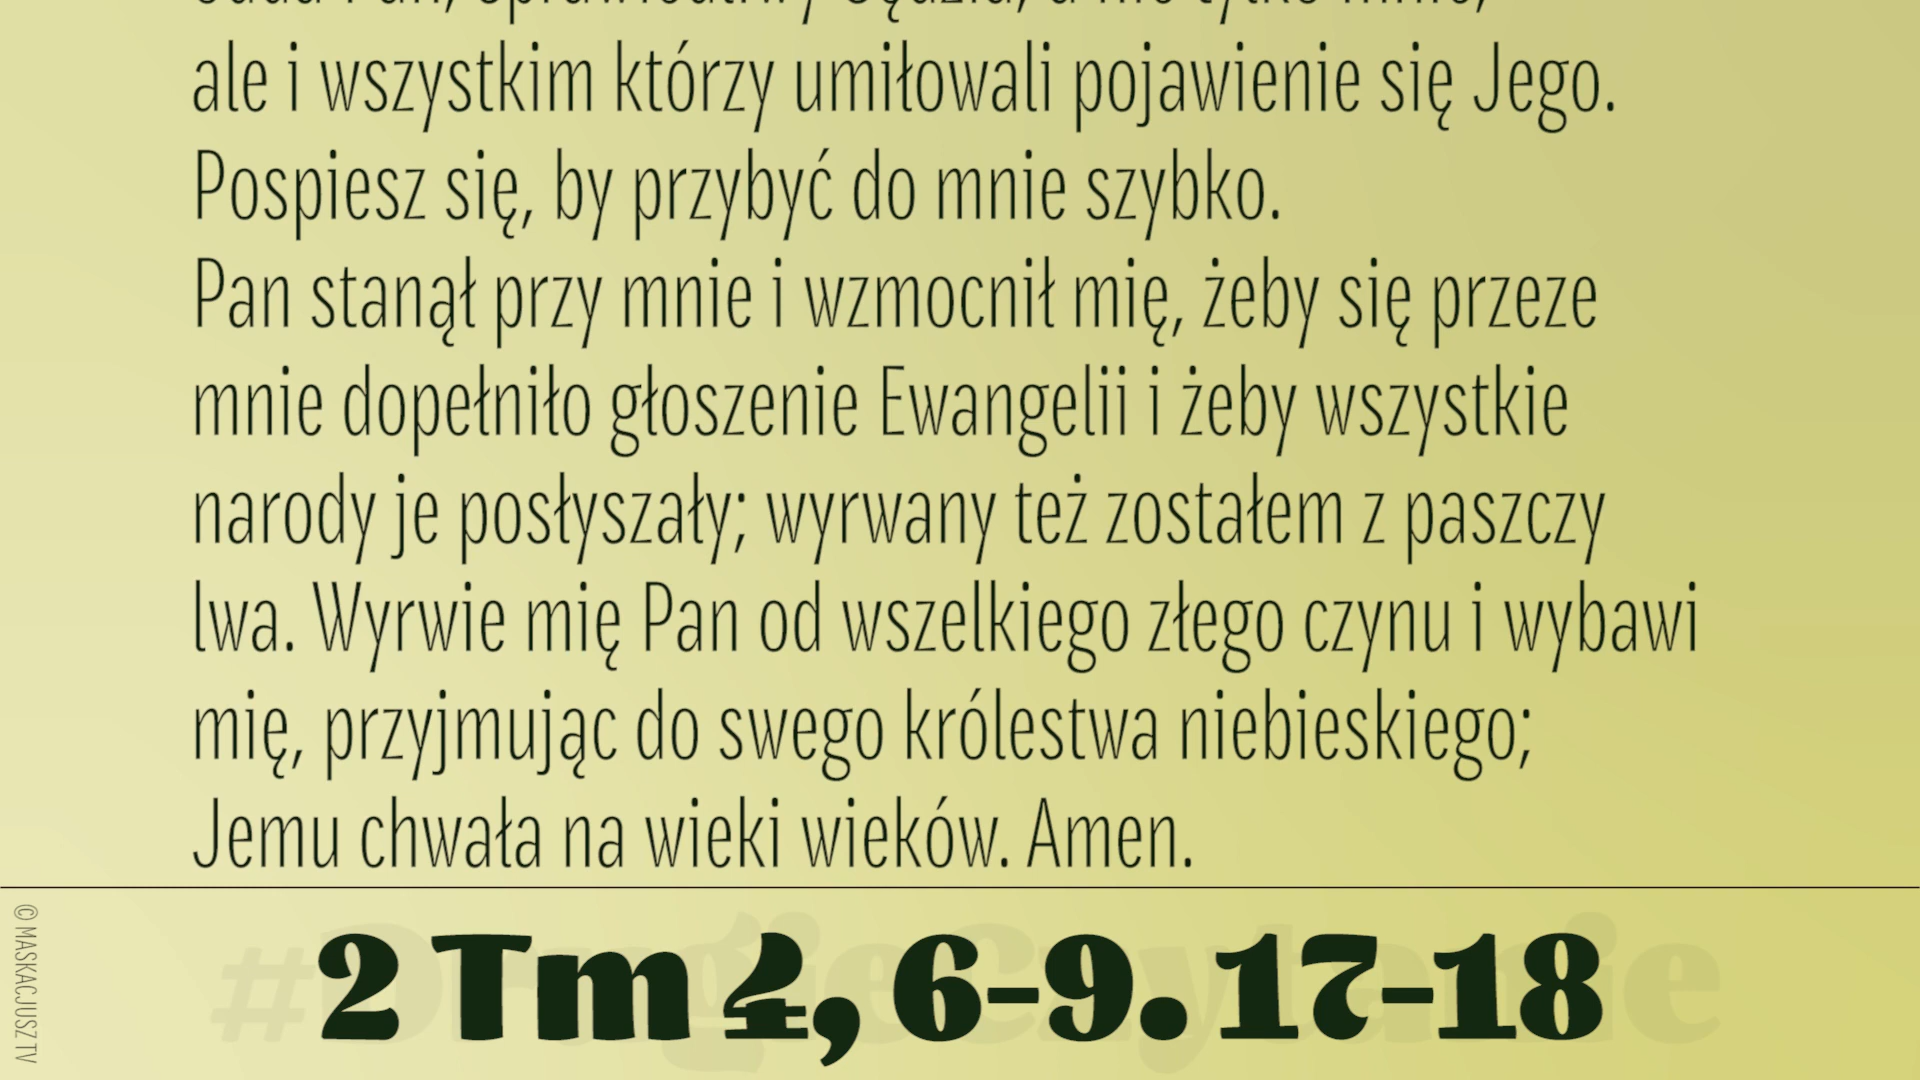 ale i wszystkim którzy umiłowali pojawienie się Jego.
Pospiesz się, by przybyć do mnie szybko.
Pan stanął przy mnie i wzmocnił mię, żeby się przeze
mnie dopełniło głoszenie Ewangelii i żeby wszystkie
narody je posłyszały; wyrwany też zostałem z paszczy
lwa. Wyrwie mię Pan od wszelkiego złego czynu i wybawi
mię, przyjmując do swego królestwa niebieskiego;
Jemu chwała na wieki wieków. Amen.
#DrugieCzytanie
2 Tm 4, 6-9. 17-18
© MASKACJUSZ TV